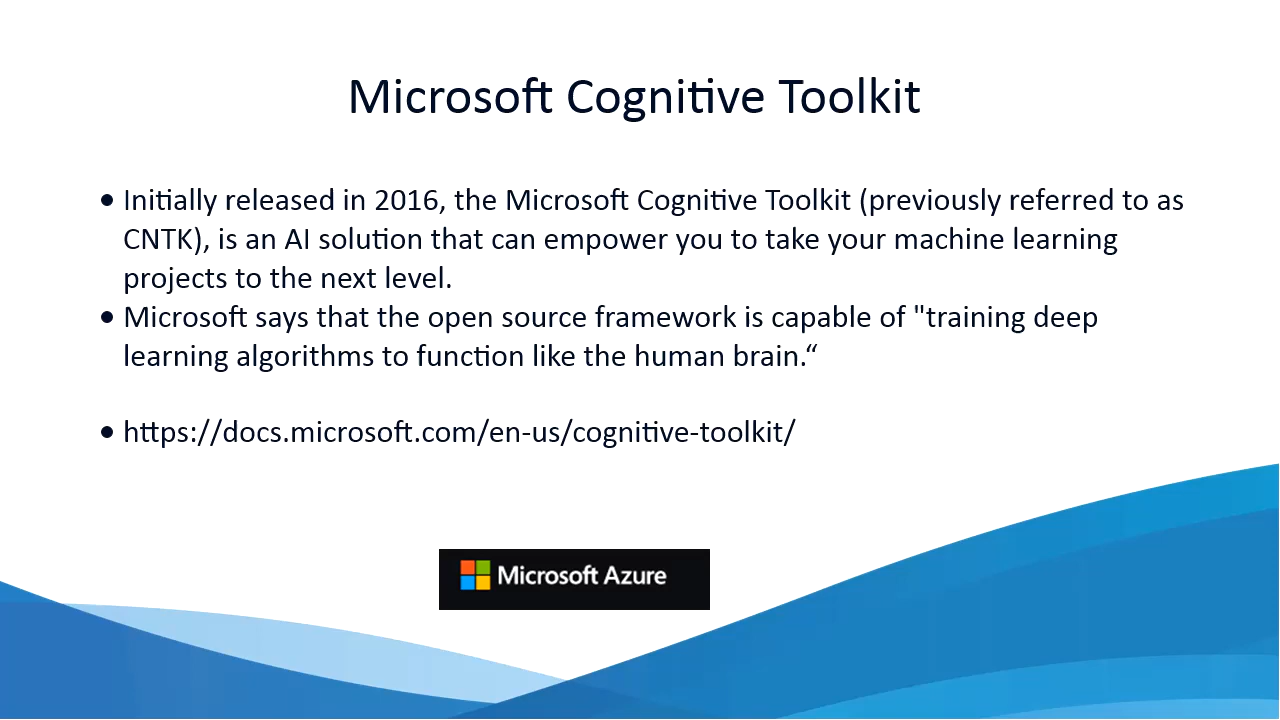 Microsoft Cognitive Toolkit
• Initially released in 2016, the Microsoft Cognitive Toolkit (previously referred to as
CNTK), is an AI solution that can empower you to take your machine learning
projects to the next level.
• Microsoft says that the open source framework is capable of "training deep
learning algorithms to function like the human brain.“
• https://docs.microsoft.com/en-us/cognitive-toolkit/
Microsoft Azure